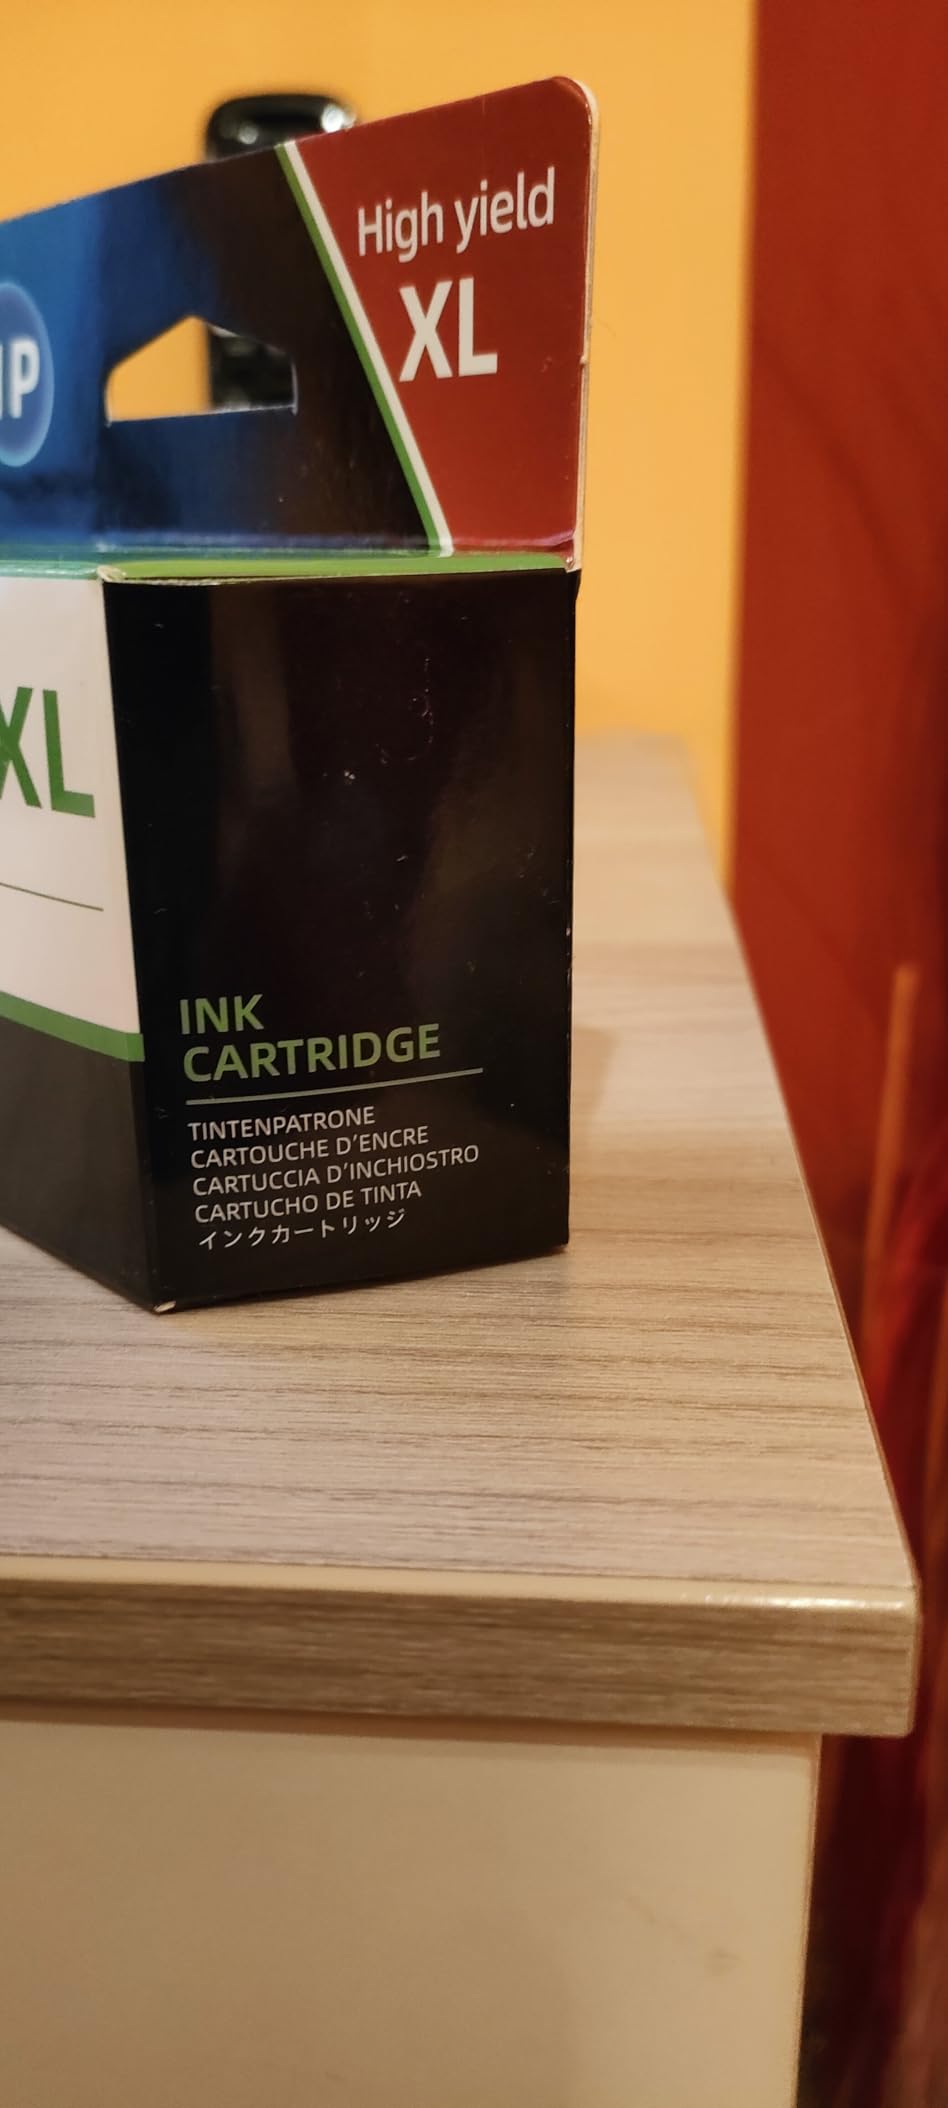 High yield
XL
XL
INK
CARTRIDGE
TINTENPATRONE
CARTOUCHE D'ENCRE
CARTUCCIA D'INCHIOSTRO
CARTUCHO DE TINTA
インクカートリッジ